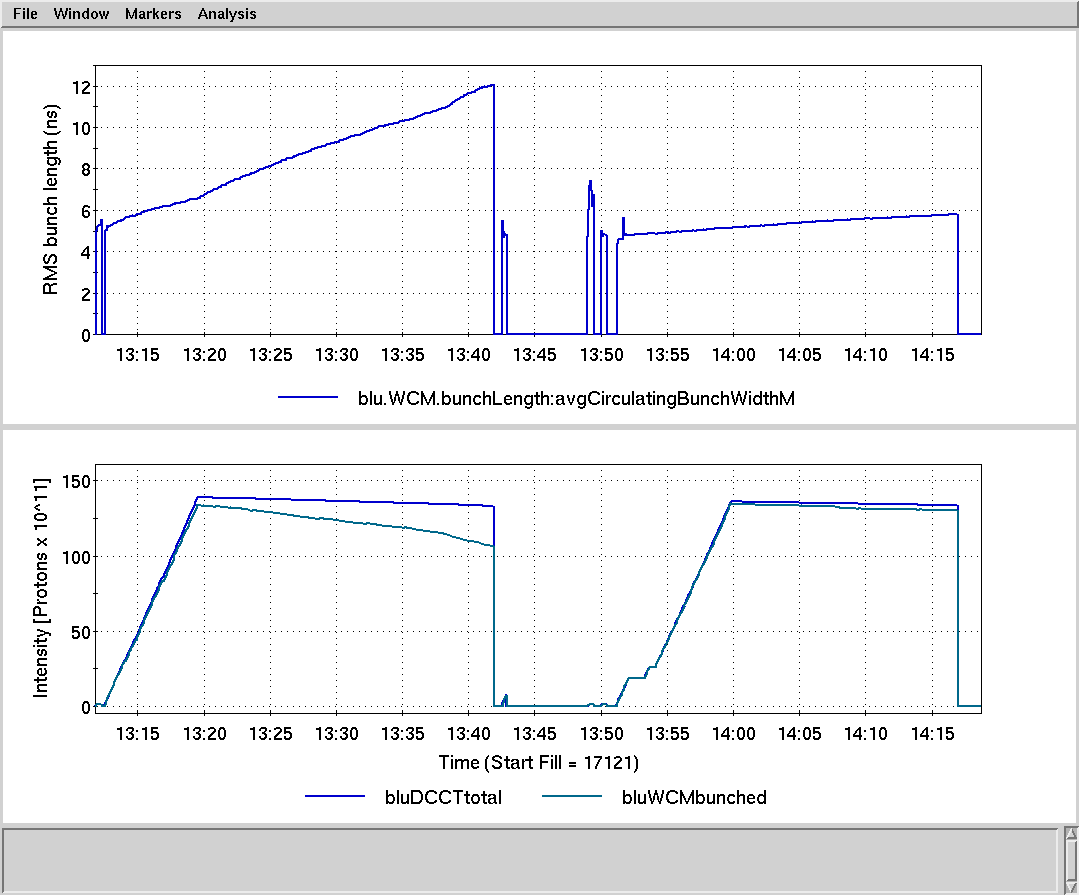 File Window Markers Analysis
12
10
8
6
4
2
0
RMS bunch length (ns)
13:15 13:20 13:25 13:30 13:35 13:40 13:45 13:50 13:55 14:00 14:05 14:10 14:15
blu.WCM.bunchLength:avgCirculatingBunchWidthM
150
100
50
0
Intensity [Protons x 10^11]
13:15 13:20 13:25 13:30 13:35 13:40 13:45 13:50 13:55 14:00 14:05 14:10 14:15
Time (Start Fill = 17121)
bluDCCTtotal bluWCMbunched